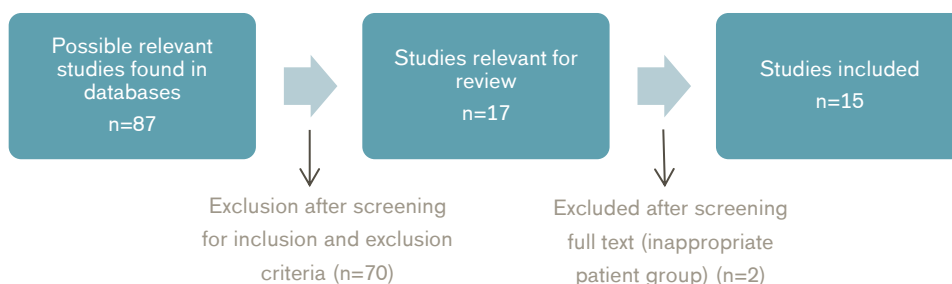 Possible relevant
studies found in
databases
n=87
Studies relevant for
review
n=17
Studies included
n=15
Exclusion after screening
for inclusion and exclusion
criteria (n=70)
Excluded after screening
full text (inappropriate
patient group) (n=2)